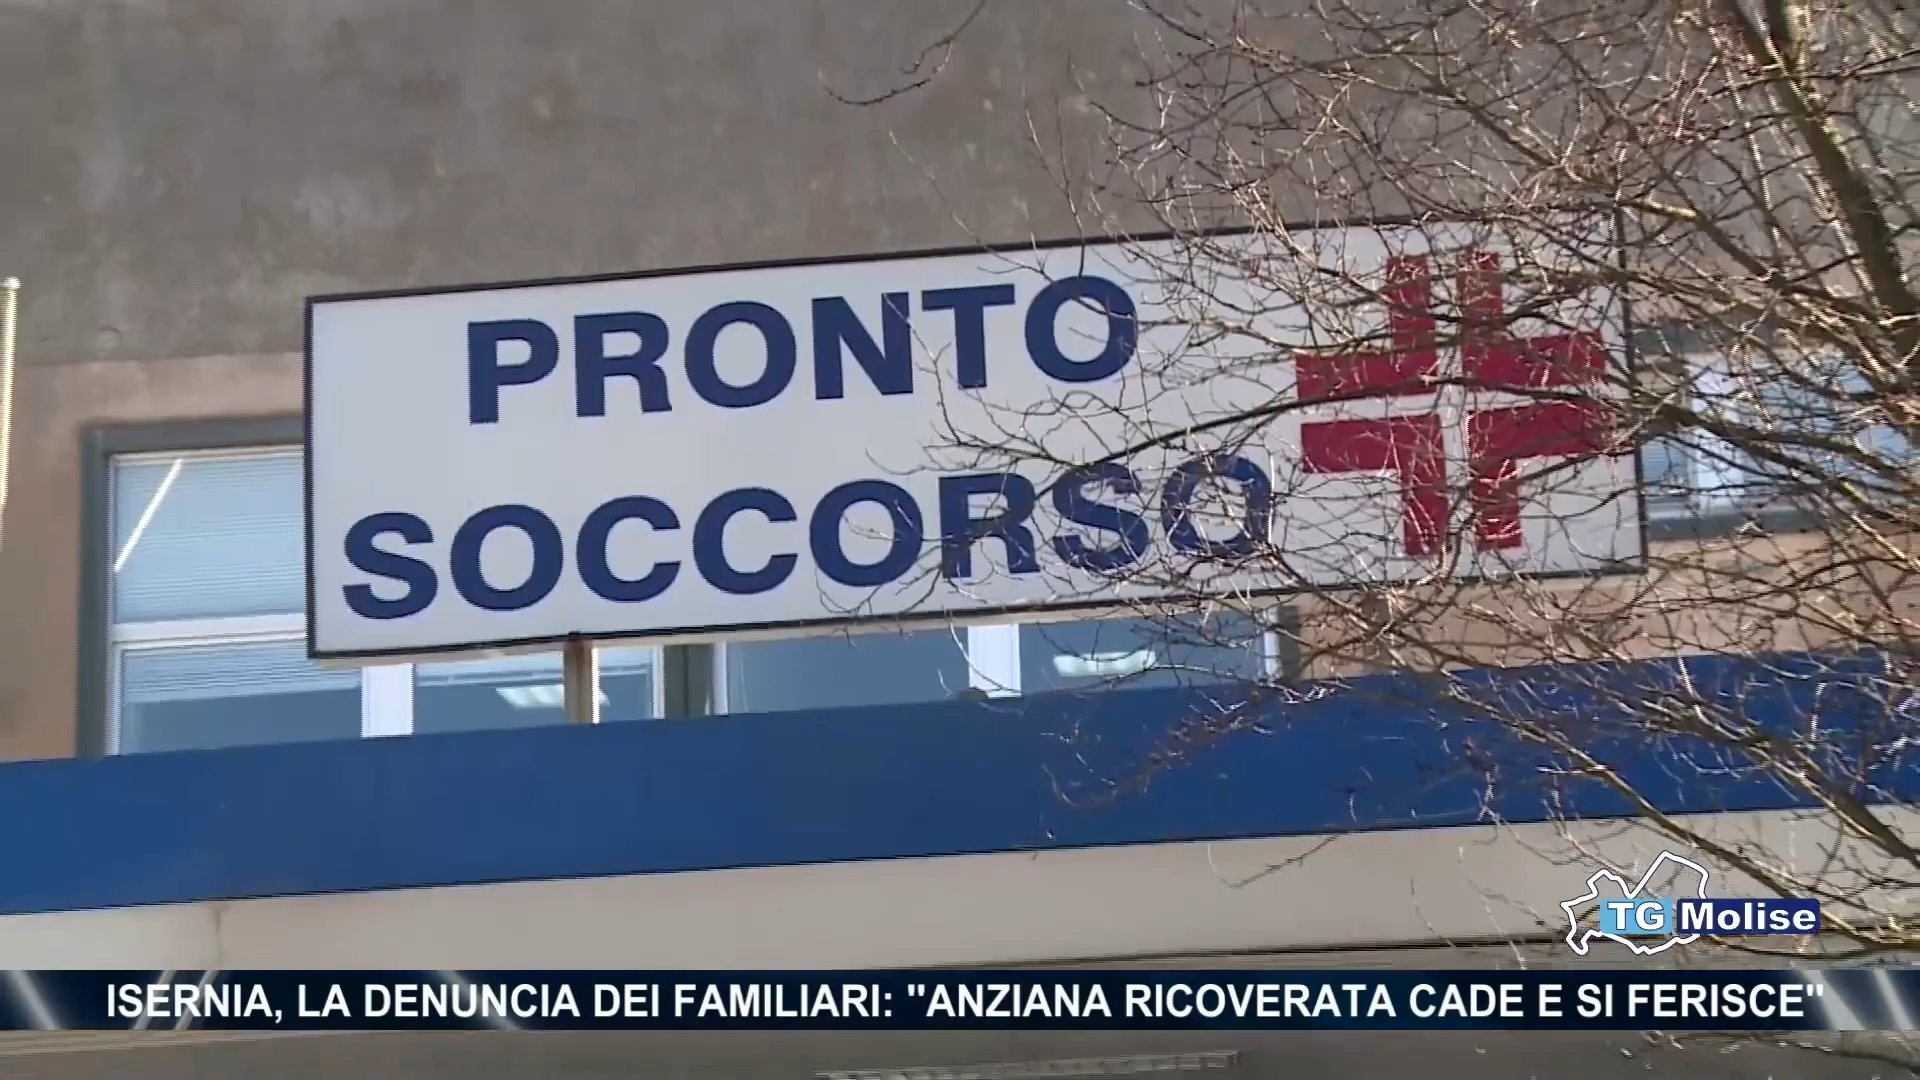 PRONTO
SOCCORSO
TG Molise
ISERNIA, LA DENUNCIA DEI FAMILIARI: "ANZIANA RICOVERATA CADE E SI FERISCE"